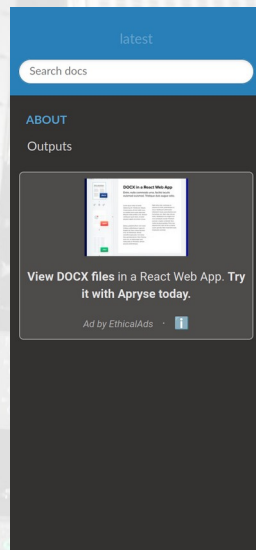 latest
Search docs
ABOUT
Outputs
DOCX in a React Web App
View DOCX files in a React Web App. Try
it with Apryse today.
Ad by EthicalAds ·